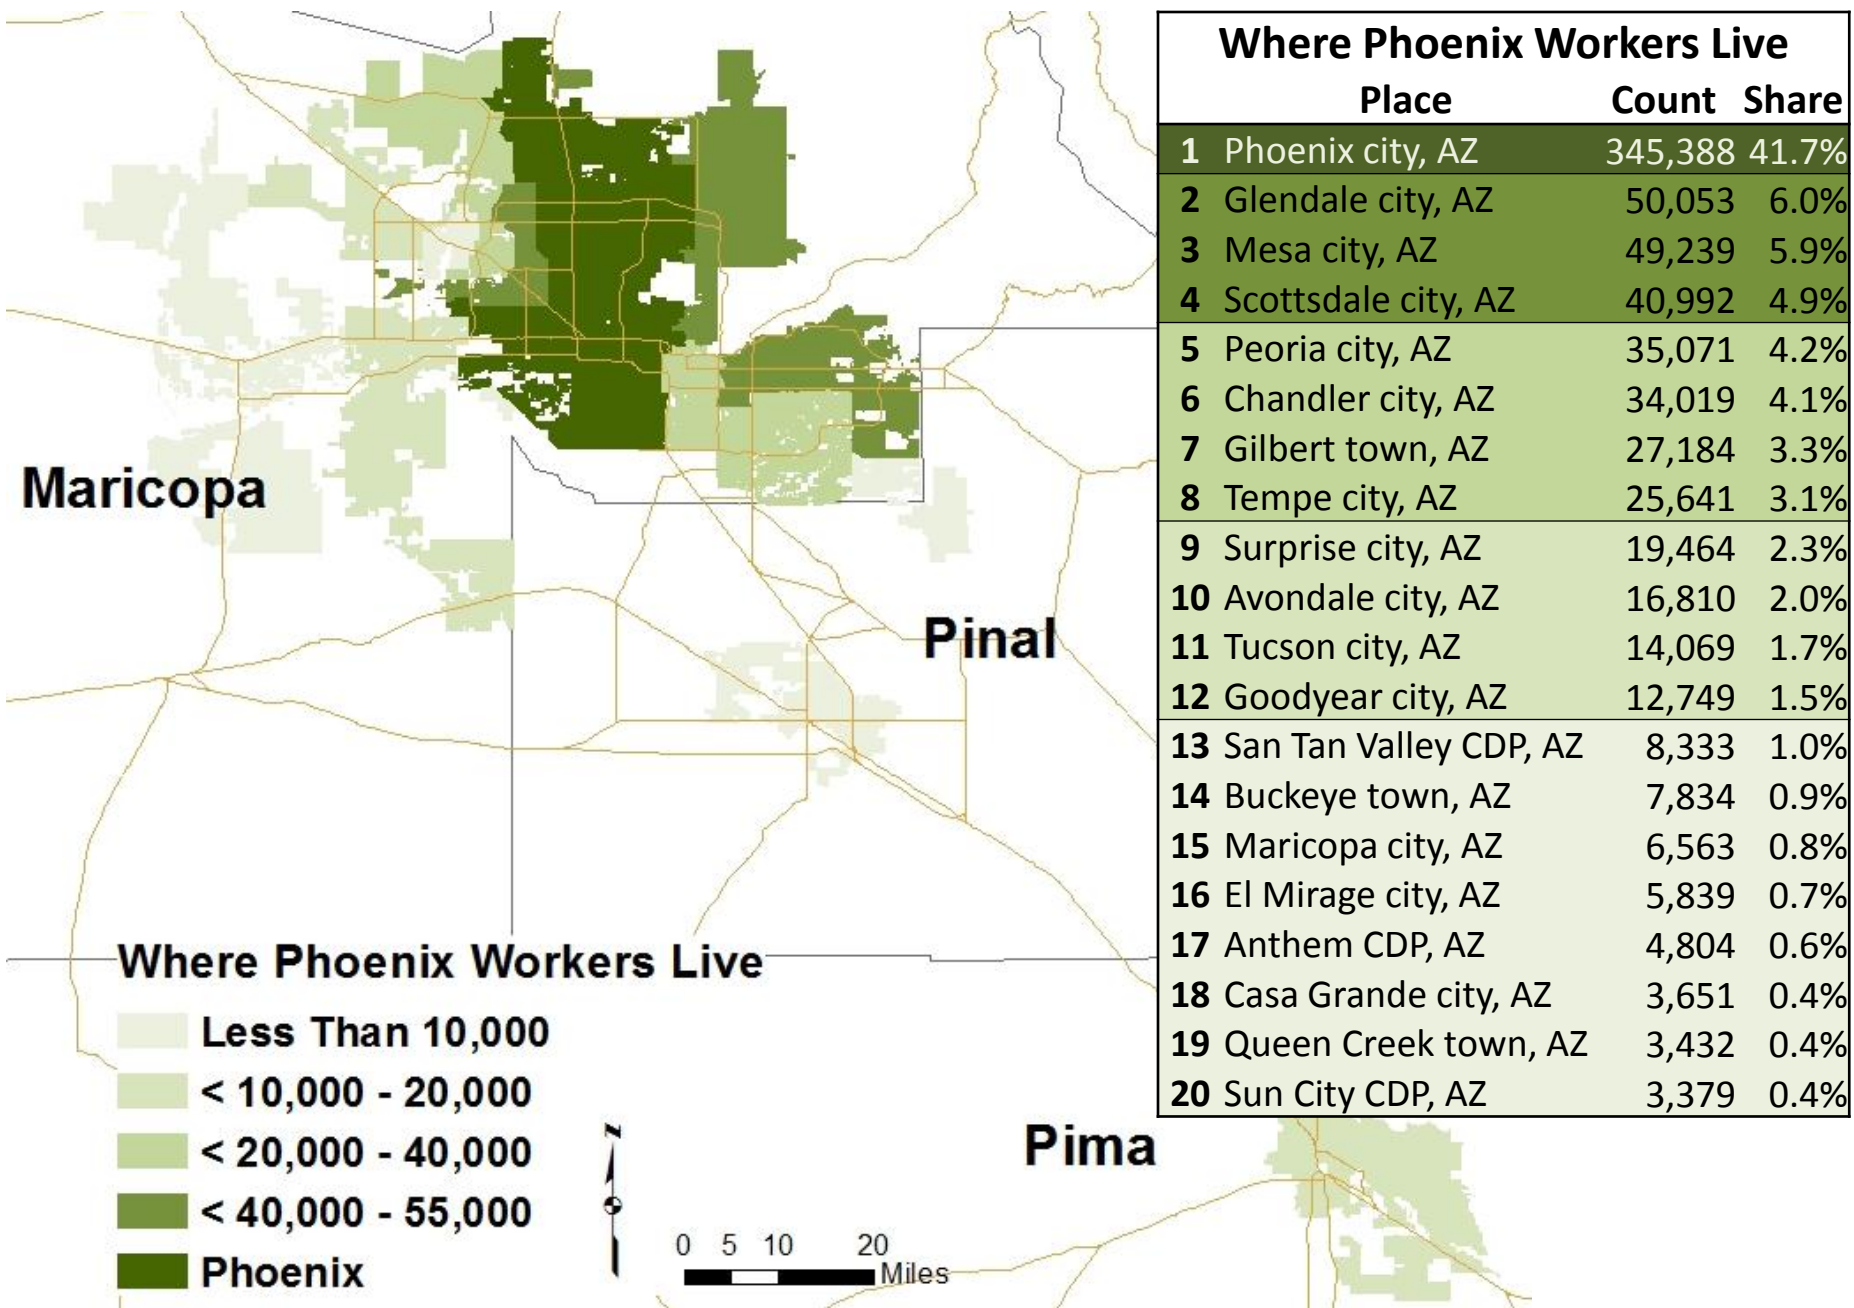 Where Phoenix Workers Live
Place Count Share
1 Phoenix city, AZ 345,388 41.7%
2 Glendale city, AZ 50,053 6.0%
3 Mesa city, AZ 49,239 5.9%
4 Scottsdale city, AZ 40,992 4.9%
5 Peoria city, AZ 35,071 4.2%
6 Chandler city, AZ 34,019 4.1%
7 Gilbert town, AZ 27,184 3.3%
8 Tempe city, AZ 25,641 3.1%
9 Surprise city, AZ 19,464 2.3%
10 Avondale city, AZ 16,810 2.0%
11 Tucson city, AZ 14,069 1.7%
12 Goodyear city, AZ 12,749 1.5%
13 San Tan Valley CDP, AZ 8,333 1.0%
14 Buckeye town, AZ 7,834 0.9%
15 Maricopa city, AZ 6,563 0.8%
16 El Mirage city, AZ 5,839 0.7%
17 Anthem CDP, AZ 4,804 0.6%
18 Casa Grande city, AZ 3,651 0.4%
19 Queen Creek town, AZ 3,432 0.4%
20 Sun City CDP, AZ 3,379 0.4%
Maricopa
Pinal
Pima
Where Phoenix Workers Live
Less Than 10,000
< 10,000 - 20,000
< 20,000 - 40,000
< 40,000 - 55,000
Phoenix
N
0 5 10 20
Miles